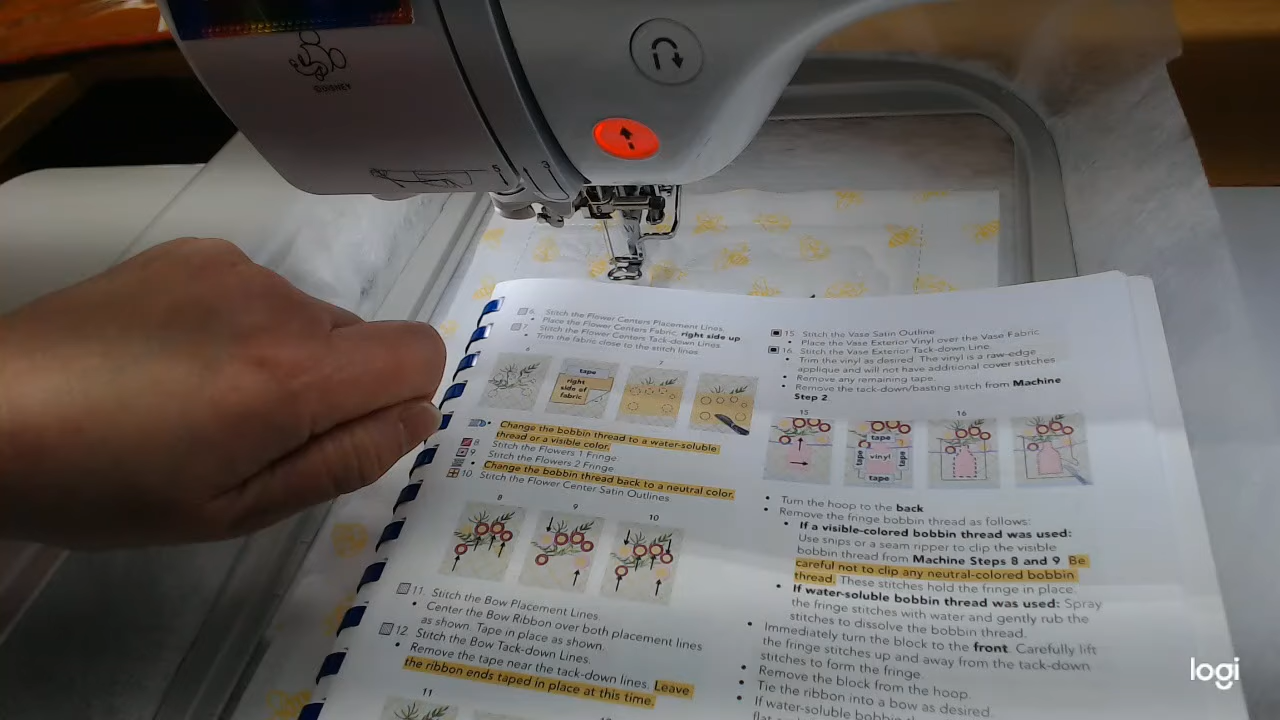 ©DISNEY
6. Stitch the Flower Centers Placement Lines.
• Place the Flower Centers Fabric, right side up
7. Stitch the Flower Centers Tack-down Lines.
• Trim the fabric close to the stitch lines.
6
7
tape
right
side of
fabric
• Change the bobbin thread to a water-soluble
thread or a visible color.
8 Stitch the Flowers 1 Fringe.
9 Stitch the Flowers 2 Fringe.
• Change the bobbin thread back to a neutral color.
10 Stitch the Flower Center Satin Outlines
8
9
10
11. Stitch the Bow Placement Lines.
• Center the Bow Ribbon over both placement lines
as shown. Tape in place as shown.
12. Stitch the Bow Tack-down Lines.
• Remove the tape near the tack-down lines. Leave
the ribbon ends taped in place at this time.
11
15 Stitch the Vase Satin Outline.
• Place the Vase Exterior Vinyl over the Vase Fabric
16. Stitch the Vase Exterior Tack-down Line.
• Trim the vinyl as desired. The vinyl is a raw-edge
applique and will not have additional cover stitches.
• Remove any remaining tape.
• Remove the tack-down/basting stitch from Machine
Step 2.
15
16
tape
tape
vinyl
tape
tape
• Turn the hoop to the back
• Remove the fringe bobbin thread as follows:
• If a visible-colored bobbin thread was used:
Use snips or a seam ripper to clip the visible
bobbin thread from Machine Steps 8 and 9 Be
careful not to clip any neutral-colored bobbin
thread. These stitches hold the fringe in place.
• If water-soluble bobbin thread was used: Spray
the fringe stitches with water and gently rub the
stitches to dissolve the bobbin thread.
• Immediately turn the block to the front. Carefully lift
the fringe stitches up and away from the tack-down
stitches to form the fringe.
• Remove the block from the hoop.
• Tie the ribbon into a bow as desired.
• If water-soluble bobbin
logi